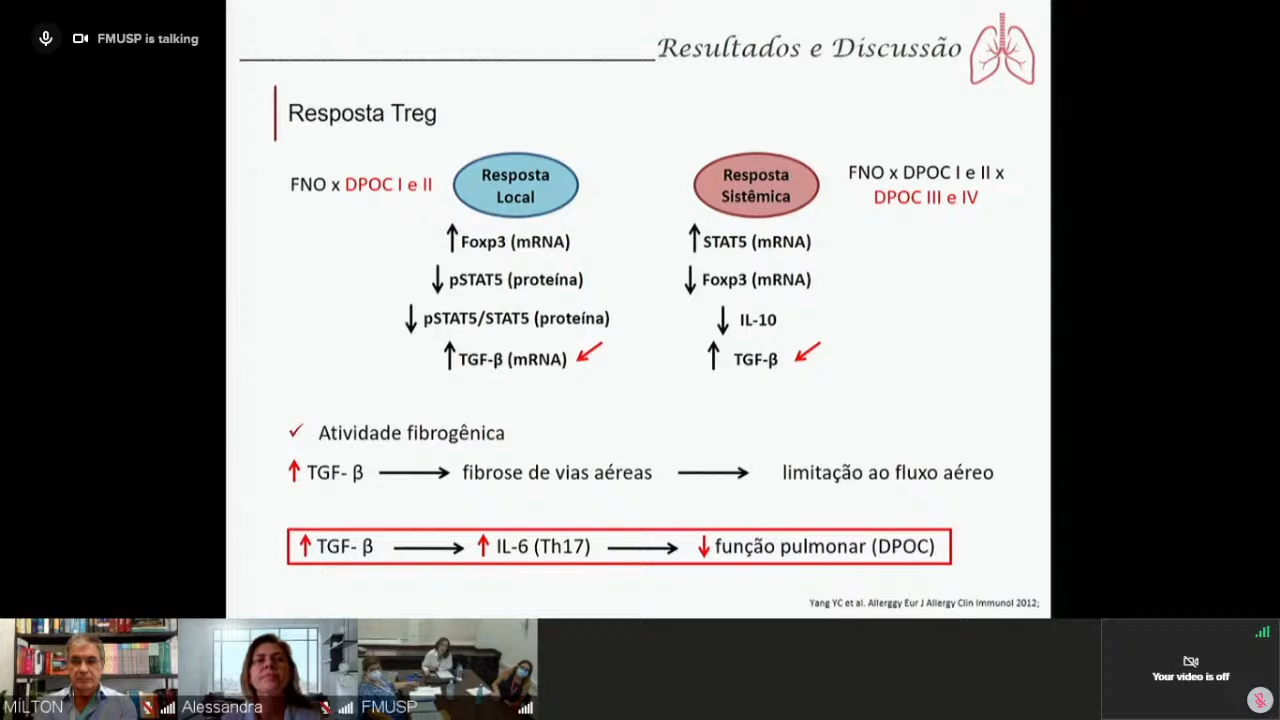 FMUSP is talking
Resultados e Discussão
Resposta Treg
FNO x DPOC I e II
Resposta
Local
↑ Foxp3 (mRNA)
↓ pSTAT5 (proteína)
↓ pSTAT5/STAT5 (proteína)
↑ TGF-β (mRNA)
Resposta
Sistêmica
FNO x DPOC I e II x
DPOC III e IV
↑ STAT5 (mRNA)
↓ Foxp3 (mRNA)
↓ IL-10
↑ TGF-β
✓ Atividade fibrogênica
↑ TGF- β → fibrose de vias aéreas → limitação ao fluxo aéreo
↑ TGF- β → ↑ IL-6 (Th17) → ↓ função pulmonar (DPOC)
Yang YC et al. Allerggy Eur J Allergy Clin Immunol 2012;
MÍLTON
Alessandra
FMUSP
Your video is off